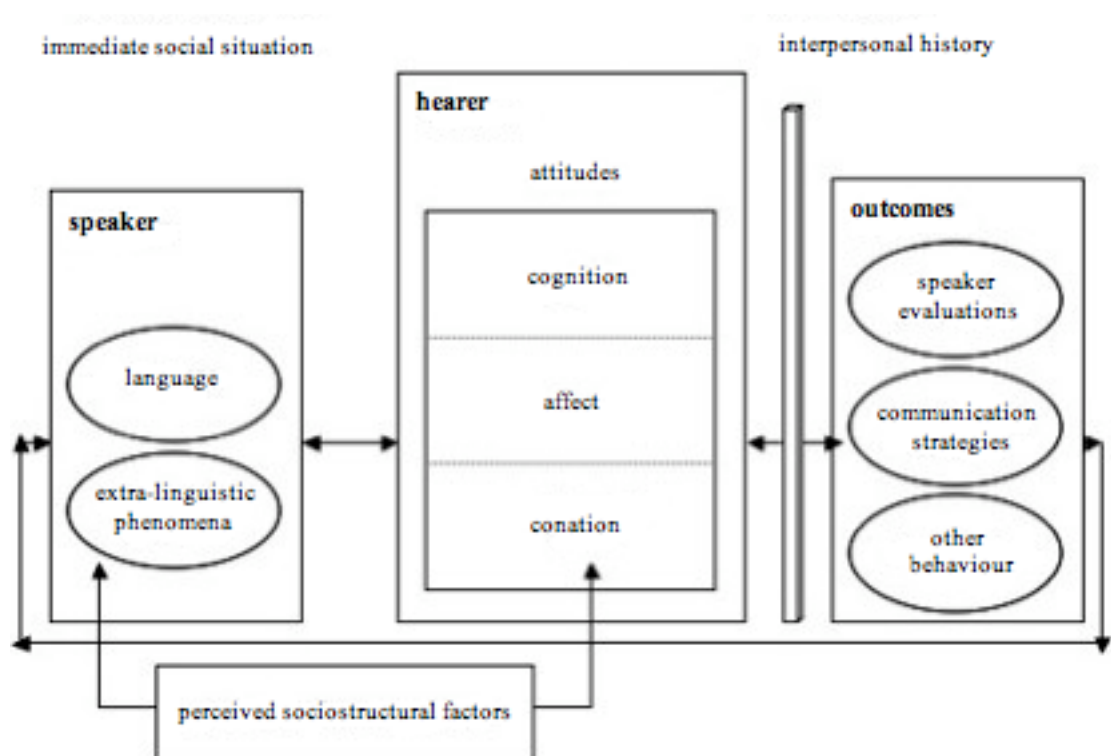 immediate social situation
interpersonal history
speaker
language
extra-linguistic
phenomena
hearer
attitudes
cognition
affect
conation
outcomes
speaker
evaluations
communication
strategies
other
behaviour
perceived sociostructural factors